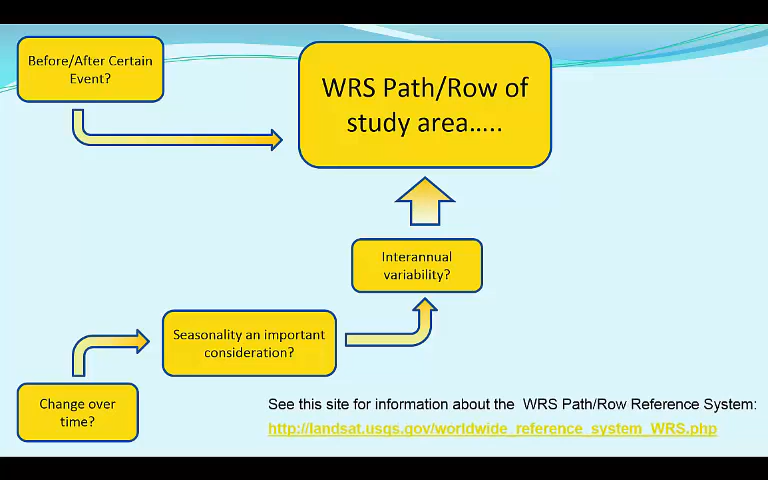 Before/After Certain
Event?
WRS Path/Row of
study area…..
Interannual
variability?
Seasonality an important
consideration?
Change over
time?
See this site for information about the  WRS Path/Row Reference System:
http://landsat.usgs.gov/worldwide_reference_system_WRS.php